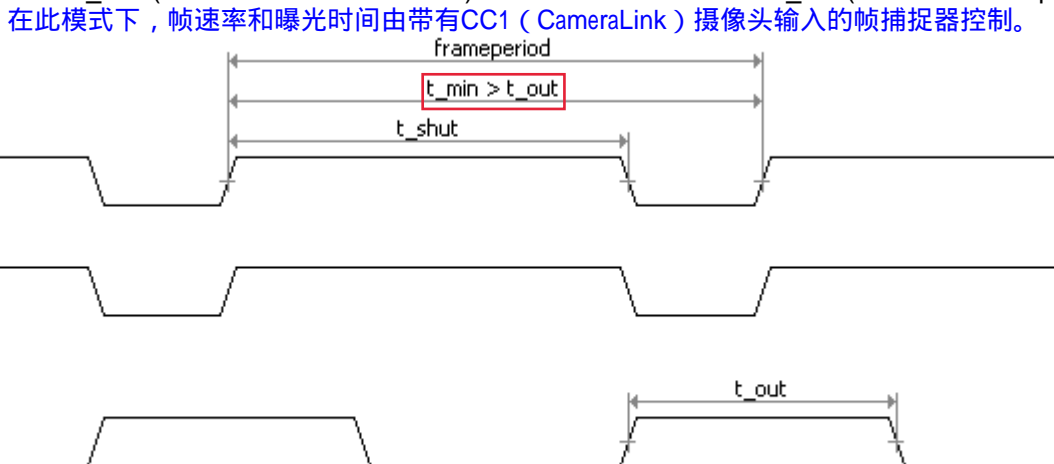 在此模式下，帧速率和曝光时间由带有CC1（CameraLink）摄像头输入的帧捕捉器控制。
frameperiod
t_min > t_out
t_shut
t_out